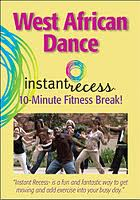 West African
Dance
instant recess®
10-Minute Fitness Break!
"Instant Recess® is a fun and fantastic way to get
moving and add exercise into your busy day."